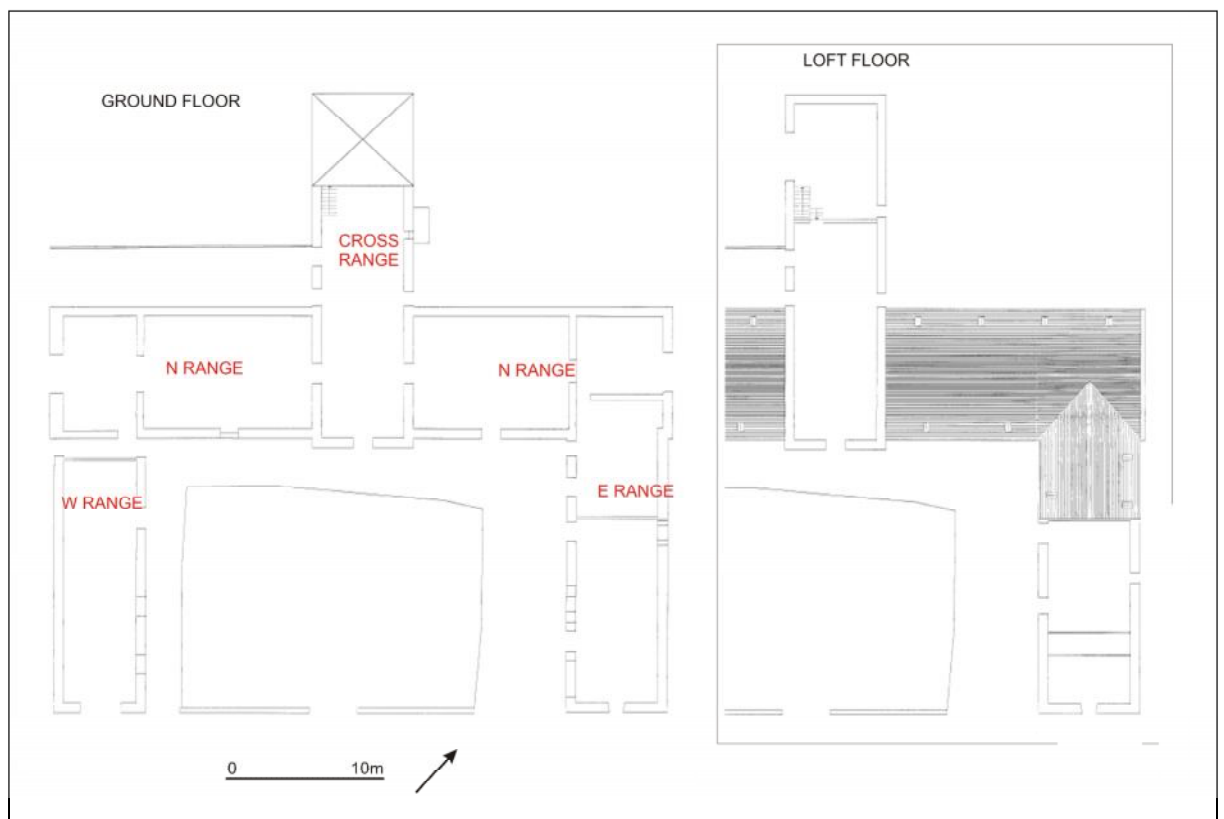 LOFT FLOOR
GROUND FLOOR
CROSS
RANGE
N RANGE
N RANGE
W RANGE
E RANGE
0 10m